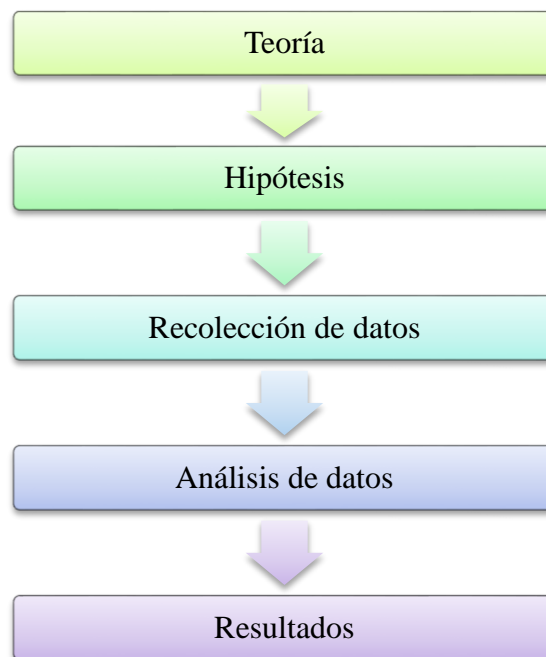 Teoría
Hipótesis
Recolección de datos
Análisis de datos
Resultados